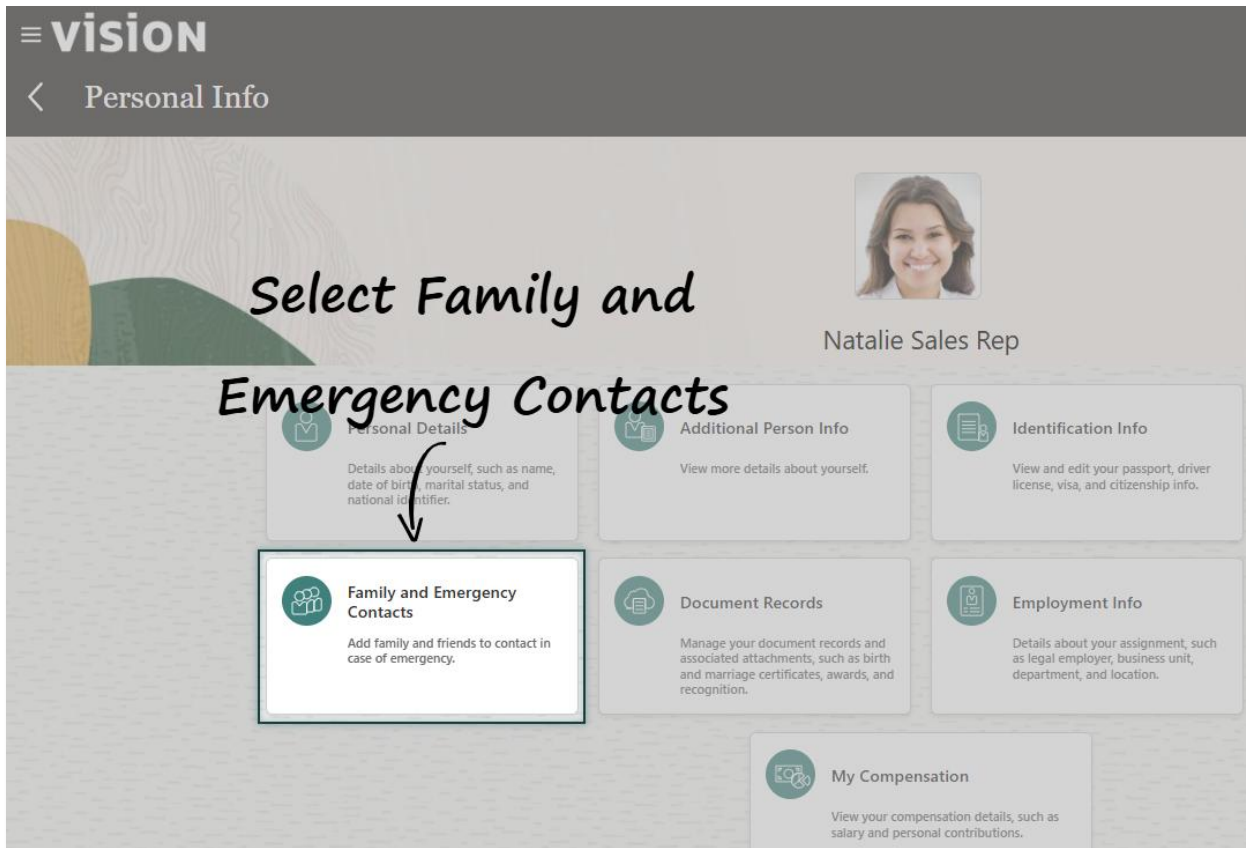 vision
Personal Info
Select Family and
Natalie Sales Rep
Emergency Contacts
Personal Details
Details about yourself, such as name,
date of birth, marital status, and
national identifier.
Additional Person Info
View more details about yourself.
Identification Info
View and edit your passport, driver
license, visa, and citizenship info.
Family and Emergency
Contacts
Add family and friends to contact in
case of emergency.
Document Records
Manage your document records and
associated attachments, such as birth
and marriage certificates, awards, and
recognition.
Employment Info
Details about your assignment, such
as legal employer, business unit,
department, and location.
My Compensation
View your compensation details, such as
salary and personal contributions.